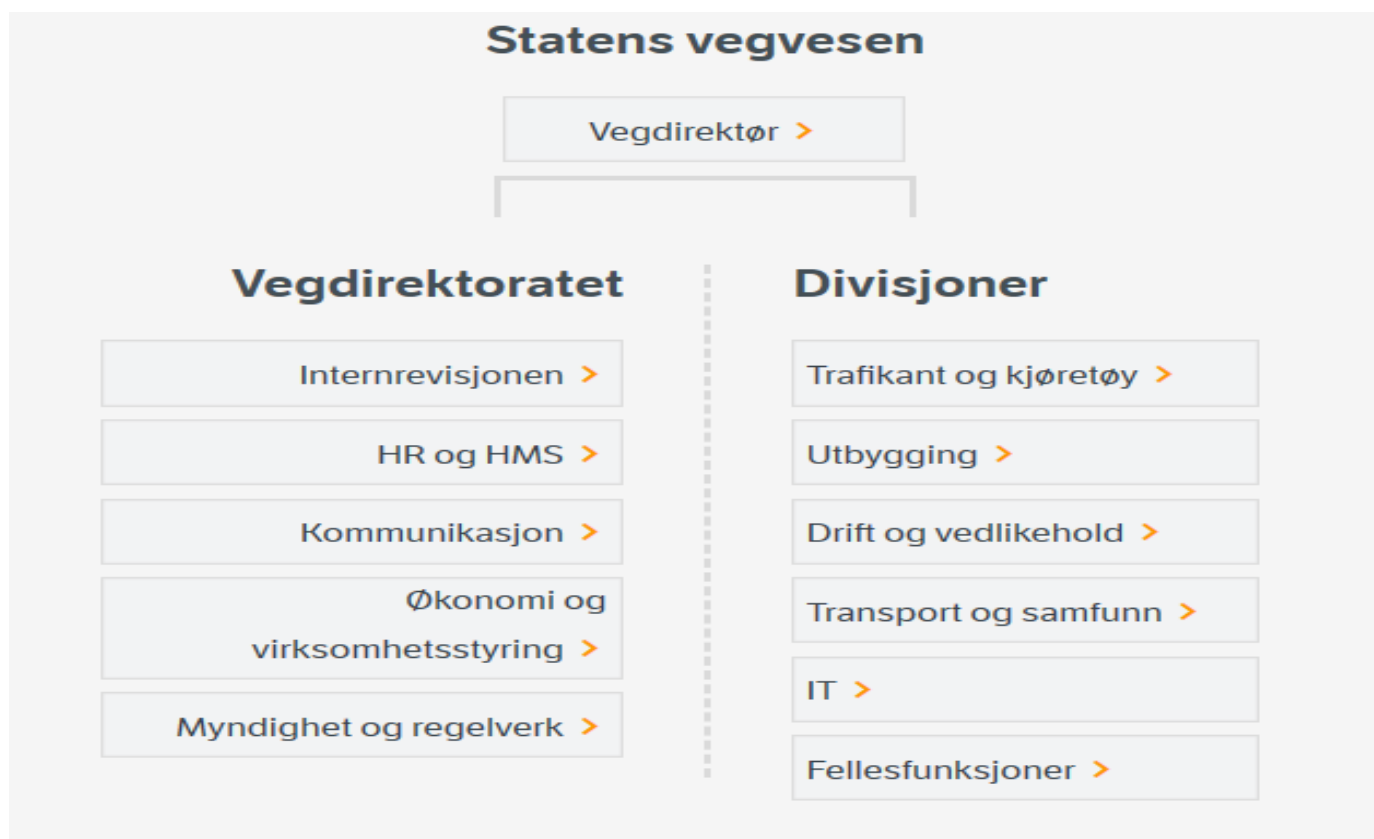 Statens vegvesen
Vegdirektør >
Vegdirektoratet
Internrevisjonen >
HR og HMS >
Kommunikasjon >
Økonomi og
virksomhetsstyring >
Myndighet og regelverk >
Divisjoner
Trafikant og kjøretøy >
Utbygging >
Drift og vedlikehold >
Transport og samfunn >
IT >
Fellesfunksjoner >